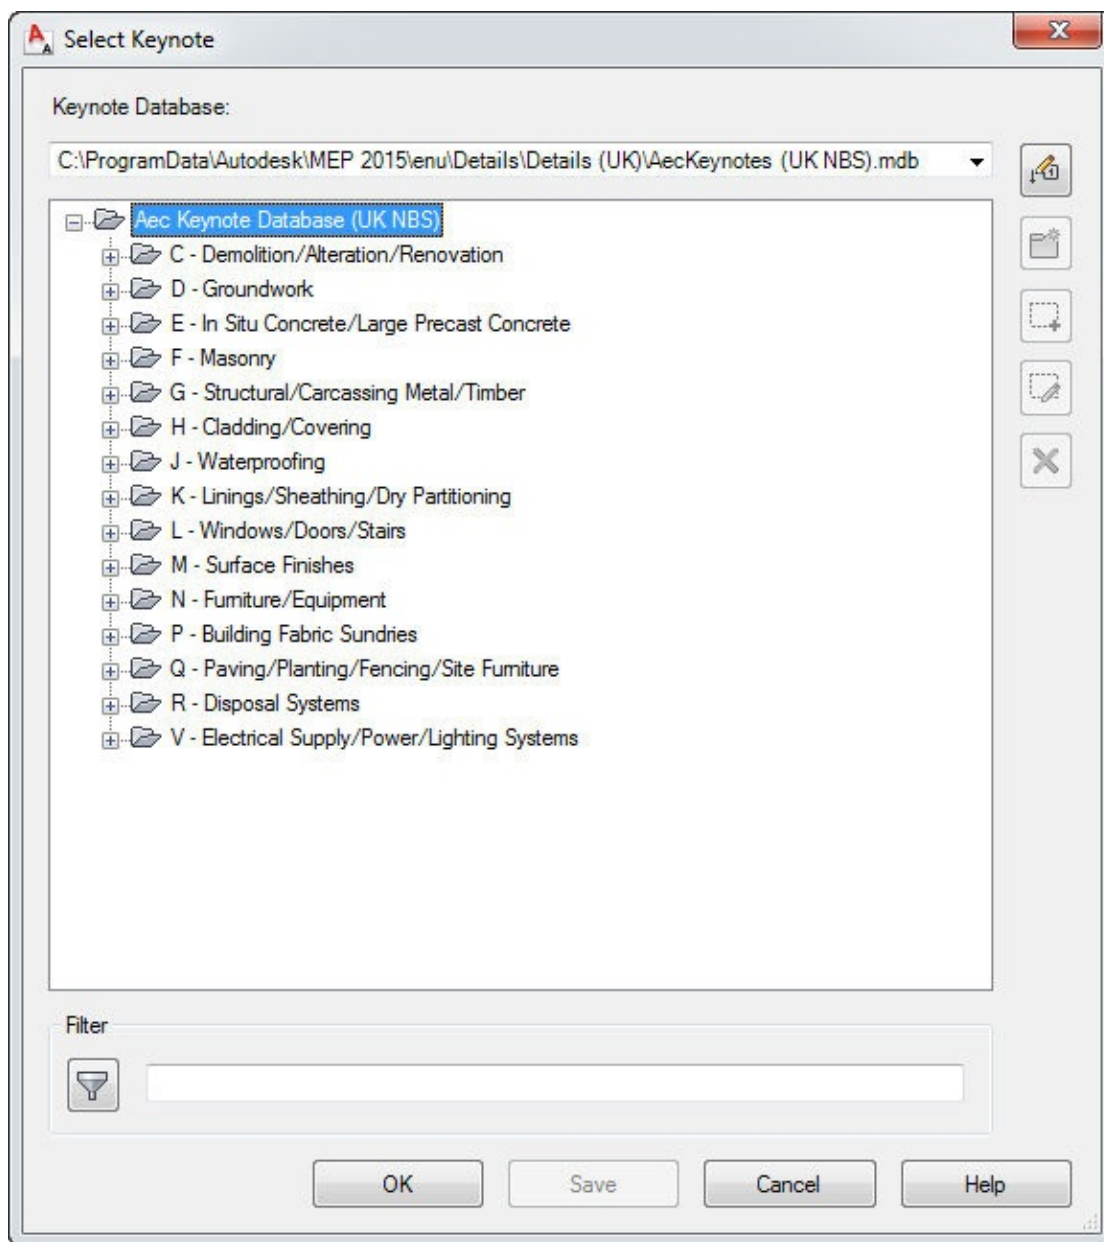 Select Keynote
Keynote Database:
C:\ProgramData\Autodesk\MEP 2015\enu\Details\Details (UK)\AecKeynotes (UK NBS).mdb
Aec Keynote Database (UK NBS)
C - Demolition/Alteration/Renovation
D - Groundwork
E - In Situ Concrete/Large Precast Concrete
F - Masonry
G - Structural/Carcassing Metal/Timber
H - Cladding/Covering
J - Waterproofing
K - Linings/Sheathing/Dry Partitioning
L - Windows/Doors/Stairs
M - Surface Finishes
N - Furniture/Equipment
P - Building Fabric Sundries
Q - Paving/Planting/Fencing/Site Furniture
R - Disposal Systems
V - Electrical Supply/Power/Lighting Systems
Filter
OK Save Cancel Help